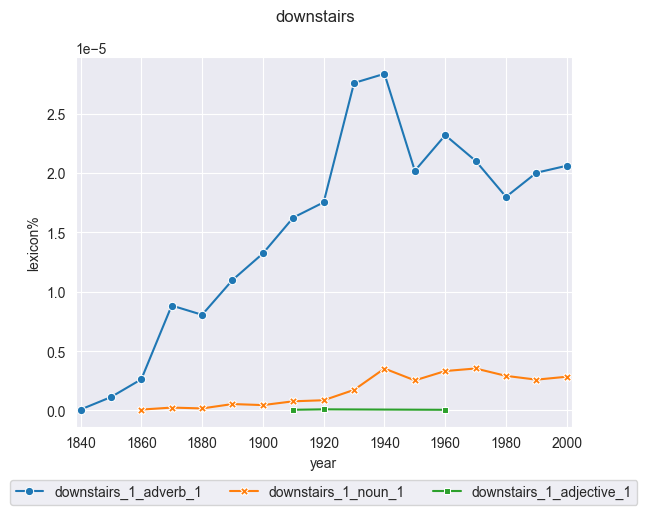 downstairs
1e−5
2.5
2.0
1.5
1.0
0.5
0.0
lexicon%
1840 1860 1880 1900 1920 1940 1960 1980 2000
year
downstairs_1_adverb_1 downstairs_1_noun_1 downstairs_1_adjective_1